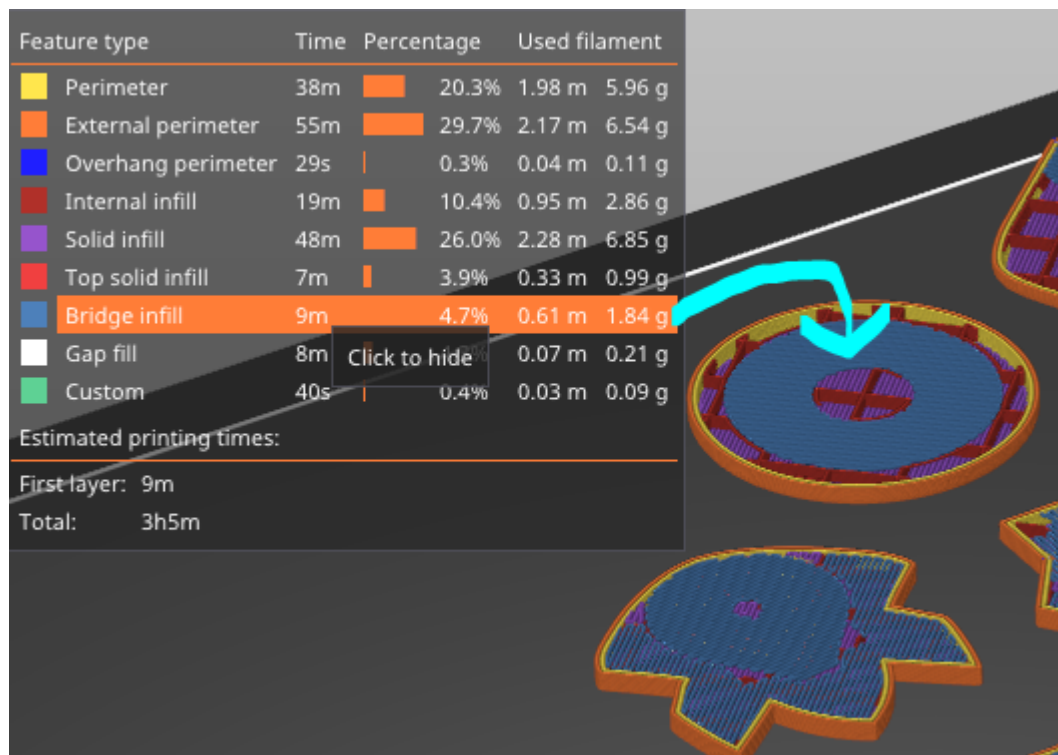 Feature type Time Percentage Used filament
Perimeter 38m 20.3% 1.98 m 5.96 g
External perimeter 55m 29.7% 2.17 m 6.54 g
Overhang perimeter 29s 0.3% 0.04 m 0.11 g
Internal infill 19m 10.4% 0.95 m 2.86 g
Solid infill 48m 26.0% 2.28 m 6.85 g
Top solid infill 7m 3.9% 0.33 m 0.99 g
Bridge infill 9m 4.7% 0.61 m 1.84 g
Gap fill 8m 0.07 m 0.21 g
Click to hide
Custom 40s 0.4% 0.03 m 0.09 g
Estimated printing times:
First layer: 9m
Total: 3h5m